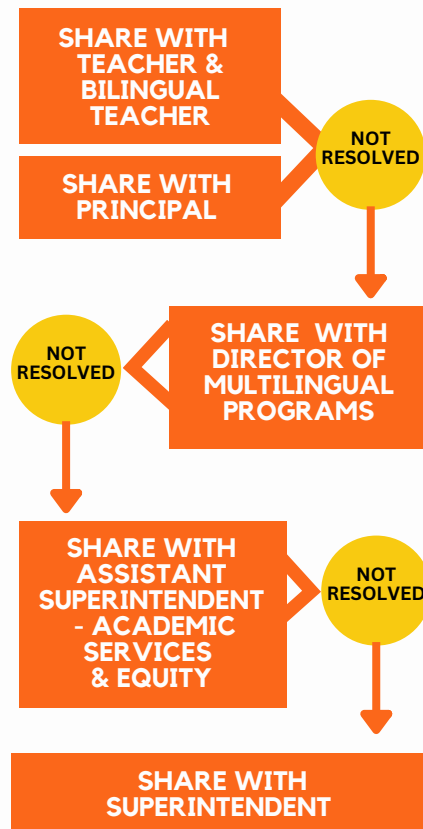 SHARE WITH
TEACHER &
BILINGUAL
TEACHER
NOT
RESOLVED
SHARE WITH
PRINCIPAL
SHARE WITH
DIRECTOR OF
MULTILINGUAL
PROGRAMS
NOT
RESOLVED
SHARE WITH
ASSISTANT
SUPERINTENDENT
- ACADEMIC
SERVICES
& EQUITY
NOT
RESOLVED
SHARE WITH
SUPERINTENDENT